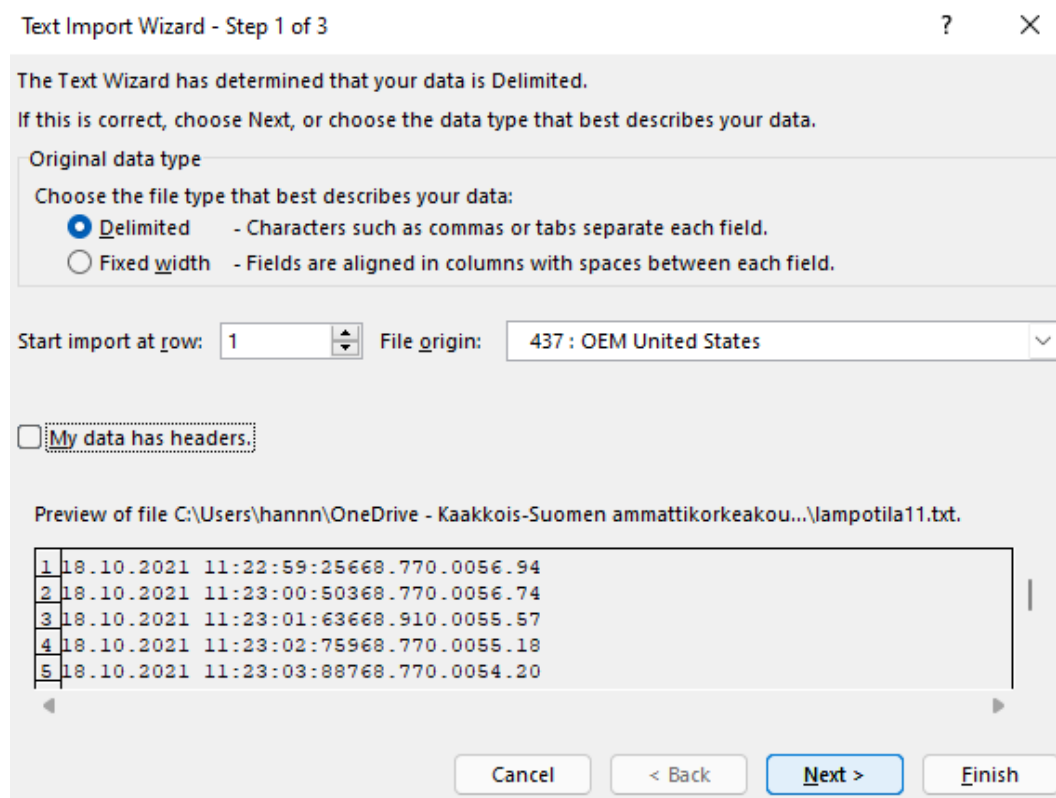 Text Import Wizard - Step 1 of 3 ? ×
The Text Wizard has determined that your data is Delimited.
If this is correct, choose Next, or choose the data type that best describes your data.
Original data type
Choose the file type that best describes your data:
Delimited - Characters such as commas or tabs separate each field.
Fixed width - Fields are aligned in columns with spaces between each field.
Start import at row: 1 File origin: 437 : OEM United States
My data has headers.
Preview of file C:\Users\hannn\OneDrive - Kaakkois-Suomen ammattikorkeakou...\lampotila11.txt.
1 18.10.2021 11:22:59:25668.770.0056.94
2 18.10.2021 11:23:00:50368.770.0056.74
3 18.10.2021 11:23:01:63668.910.0055.57
4 18.10.2021 11:23:02:75968.770.0055.18
5 18.10.2021 11:23:03:88768.770.0054.20
Cancel < Back Next > Finish